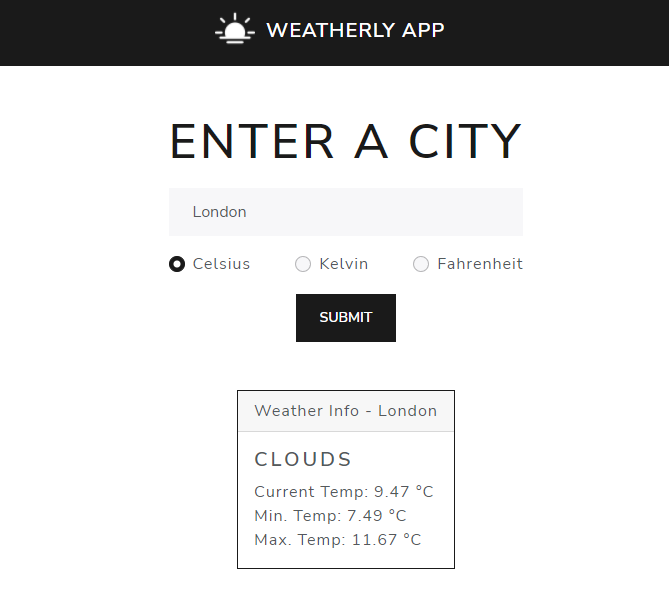 WEATHERLY APP
ENTER A CITY
London
Celsius Kelvin Fahrenheit
SUBMIT
Weather Info - London
CLOUDS
Current Temp: 9.47 °C
Min. Temp: 7.49 °C
Max. Temp: 11.67 °C